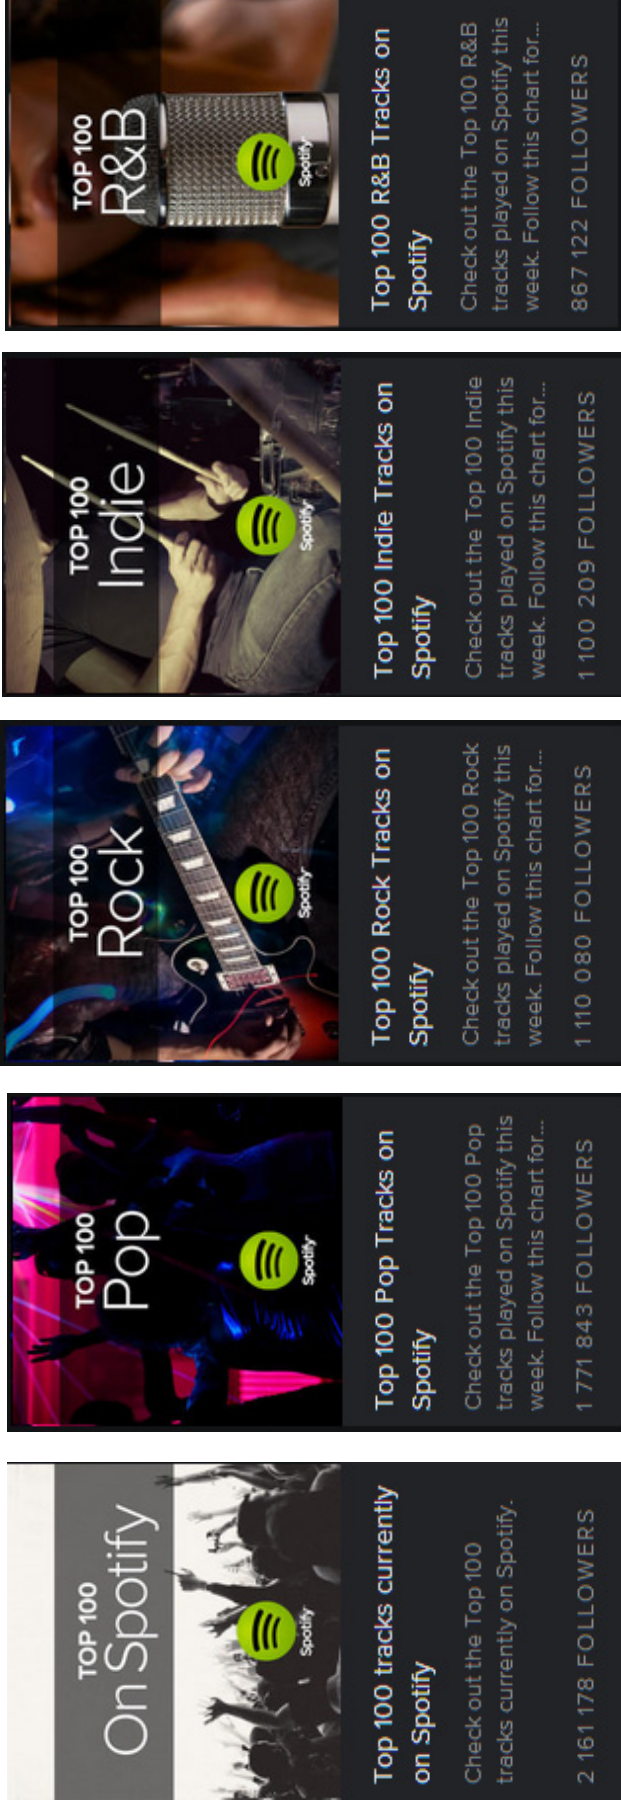 TOP 100
On Spotify
Spotify
Top 100 tracks currently
on Spotify
Check out the Top 100
tracks currently on Spotify.
2 161 178 FOLLOWERS
TOP 100
Pop
Spotify
Top 100 Pop Tracks on
Spotify
Check out the Top 100 Pop
tracks played on Spotify this
week. Follow this chart for...
1 771 843 FOLLOWERS
TOP 100
Rock
Spotify
Top 100 Rock Tracks on
Spotify
Check out the Top 100 Rock
tracks played on Spotify this
week. Follow this chart for...
1 110 080 FOLLOWERS
TOP 100
Indie
Spotify
Top 100 Indie Tracks on
Spotify
Check out the Top 100 Indie
tracks played on Spotify this
week. Follow this chart for...
1 100 209 FOLLOWERS
TOP 100
R&B
Spotify
Top 100 R&B Tracks on
Spotify
Check out the Top 100 R&B
tracks played on Spotify this
week. Follow this chart for...
867 122 FOLLOWERS